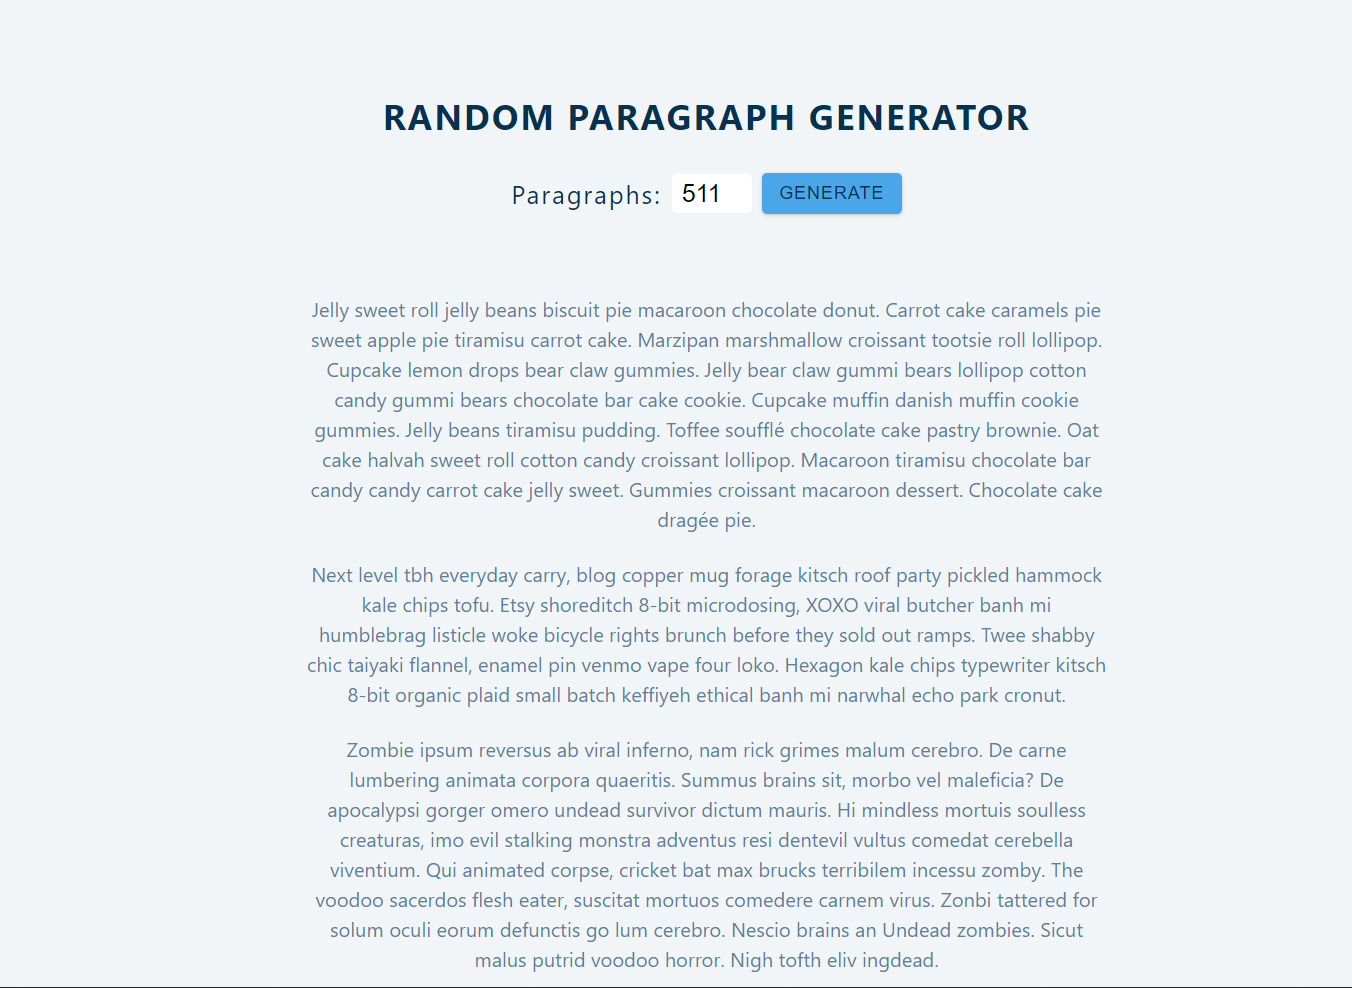 RANDOM PARAGRAPH GENERATOR
Paragraphs: 511 GENERATE
Jelly sweet roll jelly beans biscuit pie macaroon chocolate donut. Carrot cake caramels pie
sweet apple pie tiramisu carrot cake. Marzipan marshmallow croissant tootsie roll lollipop.
Cupcake lemon drops bear claw gummies. Jelly bear claw gummi bears lollipop cotton
candy gummi bears chocolate bar cake cookie. Cupcake muffin danish muffin cookie
gummies. Jelly beans tiramisu pudding. Toffee soufflé chocolate cake pastry brownie. Oat
cake halvah sweet roll cotton candy croissant lollipop. Macaroon tiramisu chocolate bar
candy candy carrot cake jelly sweet. Gummies croissant macaroon dessert. Chocolate cake
dragée pie.
Next level tbh everyday carry, blog copper mug forage kitsch roof party pickled hammock
kale chips tofu. Etsy shoreditch 8-bit microdosing, XOXO viral butcher banh mi
humblebrag listicle woke bicycle rights brunch before they sold out ramps. Twee shabby
chic taiyaki flannel, enamel pin venmo vape four loko. Hexagon kale chips typewriter kitsch
8-bit organic plaid small batch keffiyeh ethical banh mi narwhal echo park cronut.
Zombie ipsum reversus ab viral inferno, nam rick grimes malum cerebro. De carne
lumbering animata corpora quaeritis. Summus brains sit, morbo vel maleficia? De
apocalypsi gorger omero undead survivor dictum mauris. Hi mindless mortuis soulless
creaturas, imo evil stalking monstra adventus resi dentevil vultus comedat cerebella
viventium. Qui animated corpse, cricket bat max brucks terribilem incessu zomby. The
voodoo sacerdos flesh eater, suscitat mortuos comedere carnem virus. Zonbi tattered for
solum oculi eorum defunctis go lum cerebro. Nescio brains an Undead zombies. Sicut
malus putrid voodoo horror. Nigh tofth eliv ingdead.